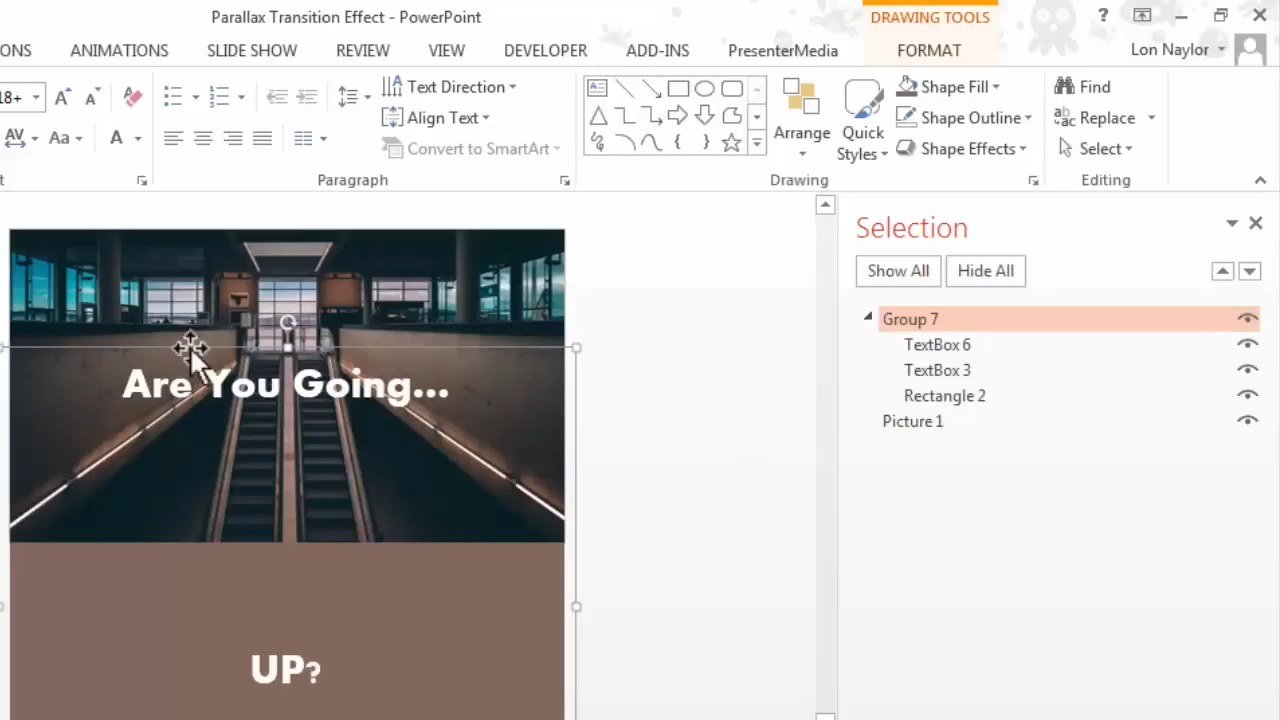 Parallax Transition Effect - PowerPoint
DRAWING TOOLS
?
ONS ANIMATIONS SLIDE SHOW REVIEW VIEW DEVELOPER ADD-INS PresenterMedia FORMAT Lon Naylor
18+ A A Text Direction Shape Fill Find
AV Aa A Align Text Arrange Quick Styles Shape Outline Replace
Convert to SmartArt Shape Effects Select
t Paragraph Drawing Editing
Selection
Show All Hide All
Group 7
TextBox 6
TextBox 3
Rectangle 2
Picture 1
Are You Going...
UP?